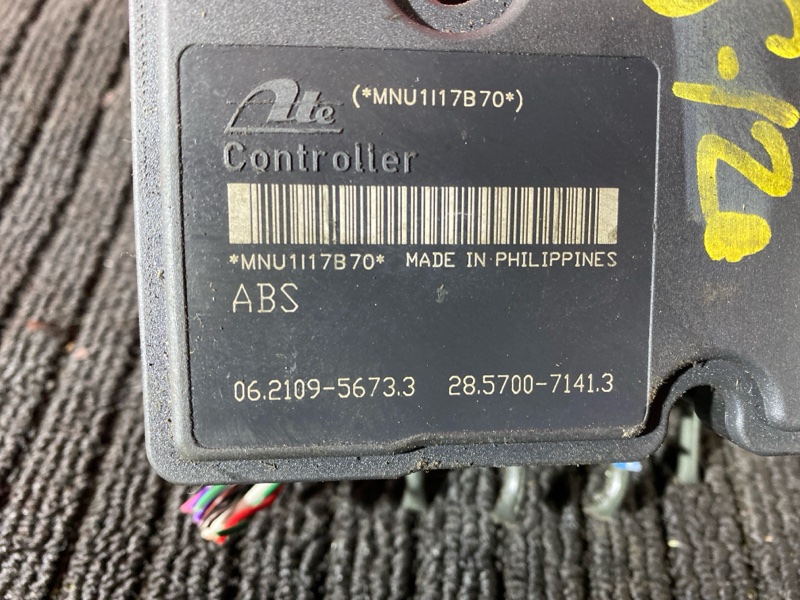 Ate (*MNU1I17B70*)
Controller
*MNU1I17B70* MADE IN PHILIPPINES
ABS
06.2109-5673.3 28.5700-7141.3